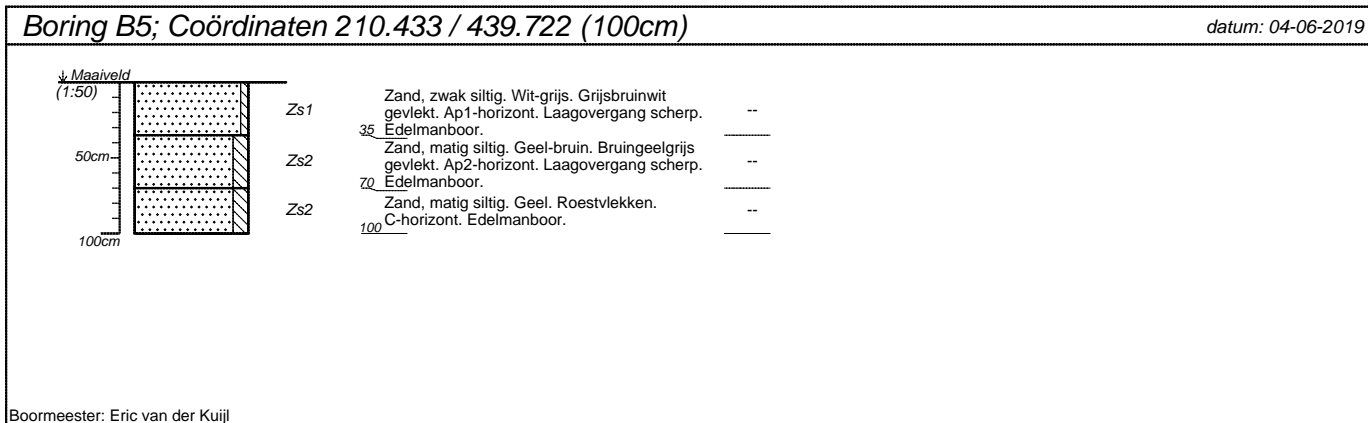 Boring B5; Coördinaten 210.433 / 439.722 (100cm)
datum: 04-06-2019
Maaiveld
(1:50)
Zs1
Zand, zwak siltig. Wit-grijs. Grijsbruinwit
gevlekt. Ap1-horizont. Laagovergang scherp.
--
35 Edelmanboor.
50cm
Zs2
Zand, matig siltig. Geel-bruin. Bruingeelgrijs
gevlekt. Ap2-horizont. Laagovergang scherp.
--
70 Edelmanboor.
Zs2
Zand, matig siltig. Geel. Roestvlekken.
--
100 C-horizont. Edelmanboor.
100cm
Boormeester: Eric van der Kuijl